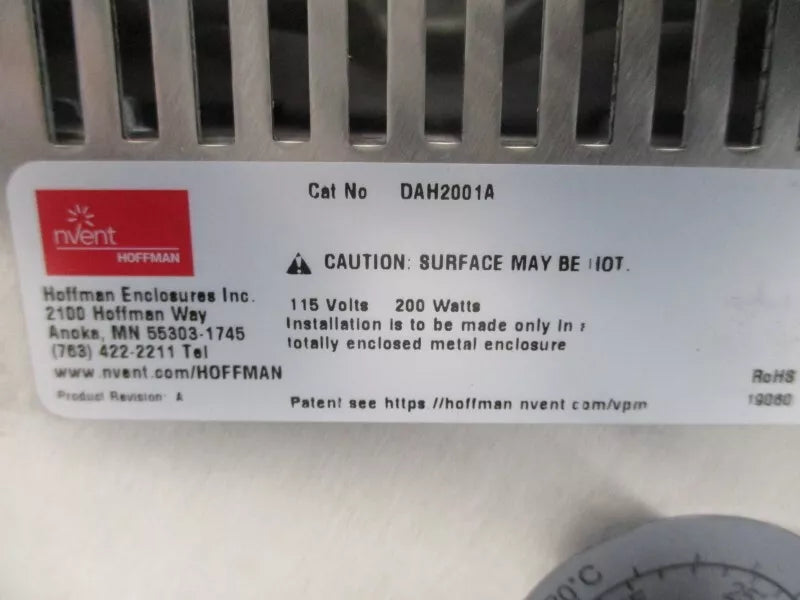 Cat No DAH2001A
nvent
HOFFMAN
CAUTION: SURFACE MAY BE HOT.
Hoffman Enclosures Inc.
2100 Hoffman Way
Anoka, MN 55303-1745
(763) 422-2211 Tel
www.nvent.com/HOFFMAN
Product Revision: A
115 Volts 200 Watts
Installation is to be made only in a
totally enclosed metal enclosure
Patent see https://hoffman nvent com/vpm
RoHS
°C